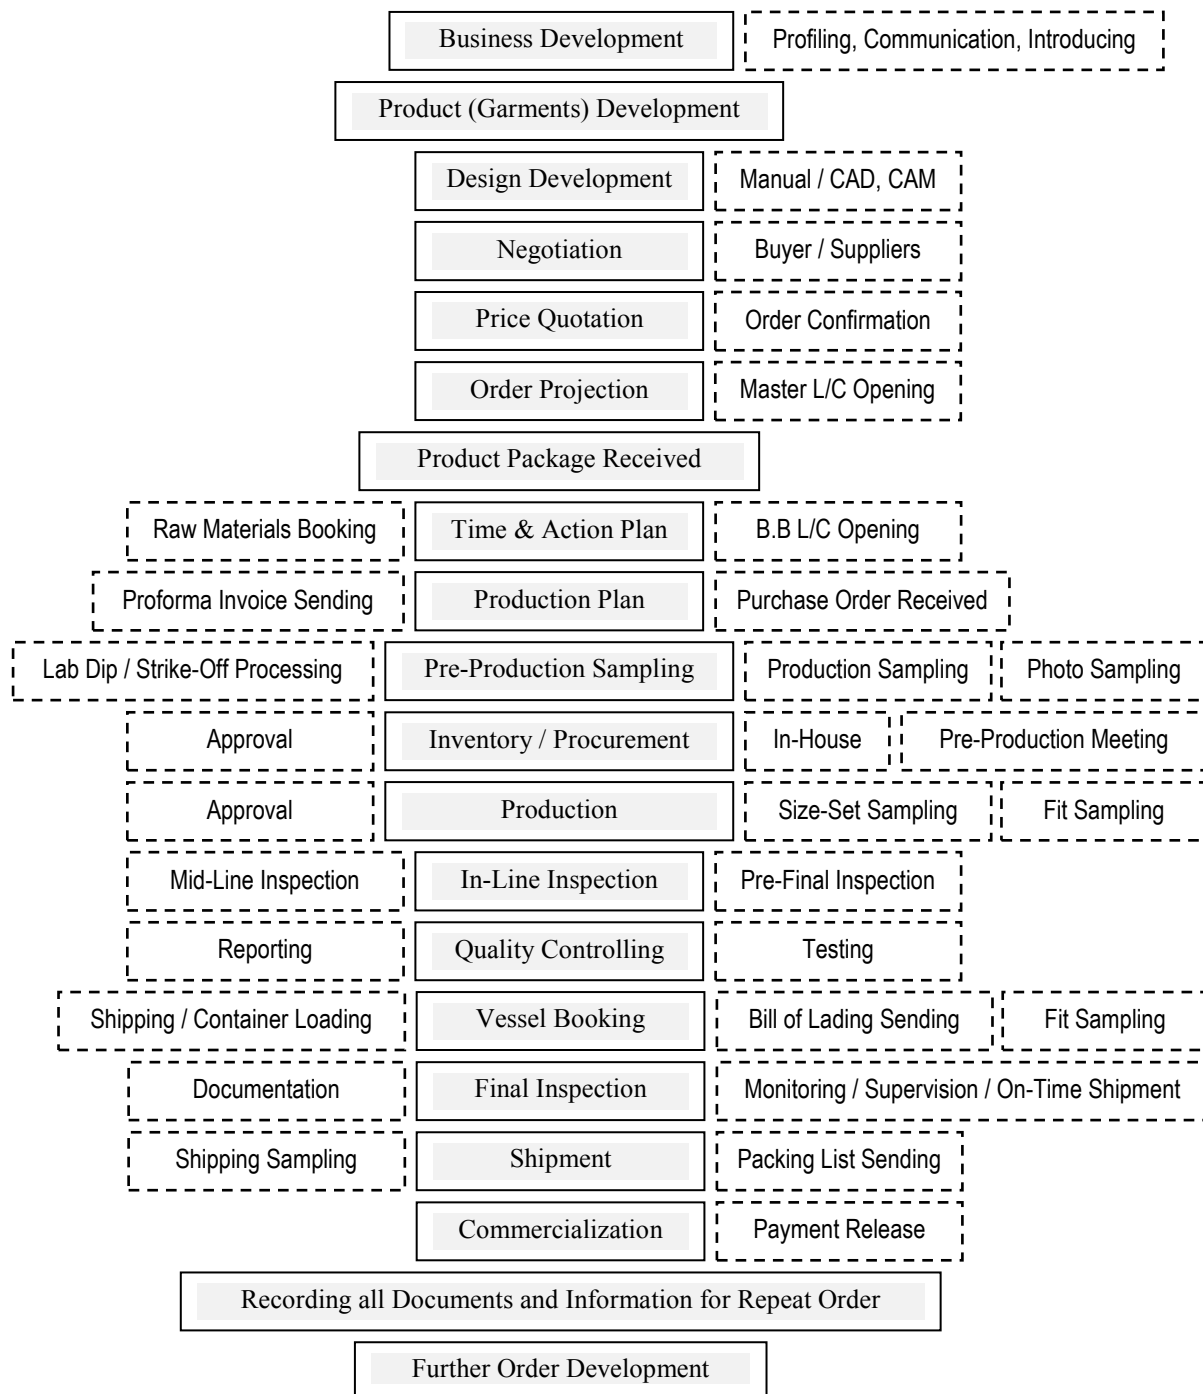 Business Development
Profiling, Communication, Introducing
Product (Garments) Development
Design Development
Manual / CAD, CAM
Negotiation
Buyer / Suppliers
Price Quotation
Order Confirmation
Order Projection
Master L/C Opening
Product Package Received
Raw Materials Booking
Time & Action Plan
B.B L/C Opening
Proforma Invoice Sending
Production Plan
Purchase Order Received
Lab Dip / Strike-Off Processing
Pre-Production Sampling
Production Sampling
Photo Sampling
Approval
Inventory / Procurement
In-House
Pre-Production Meeting
Approval
Production
Size-Set Sampling
Fit Sampling
Mid-Line Inspection
In-Line Inspection
Pre-Final Inspection
Reporting
Quality Controlling
Testing
Shipping / Container Loading
Vessel Booking
Bill of Lading Sending
Fit Sampling
Documentation
Final Inspection
Monitoring / Supervision / On-Time Shipment
Shipping Sampling
Shipment
Packing List Sending
Commercialization
Payment Release
Recording all Documents and Information for Repeat Order
Further Order Development